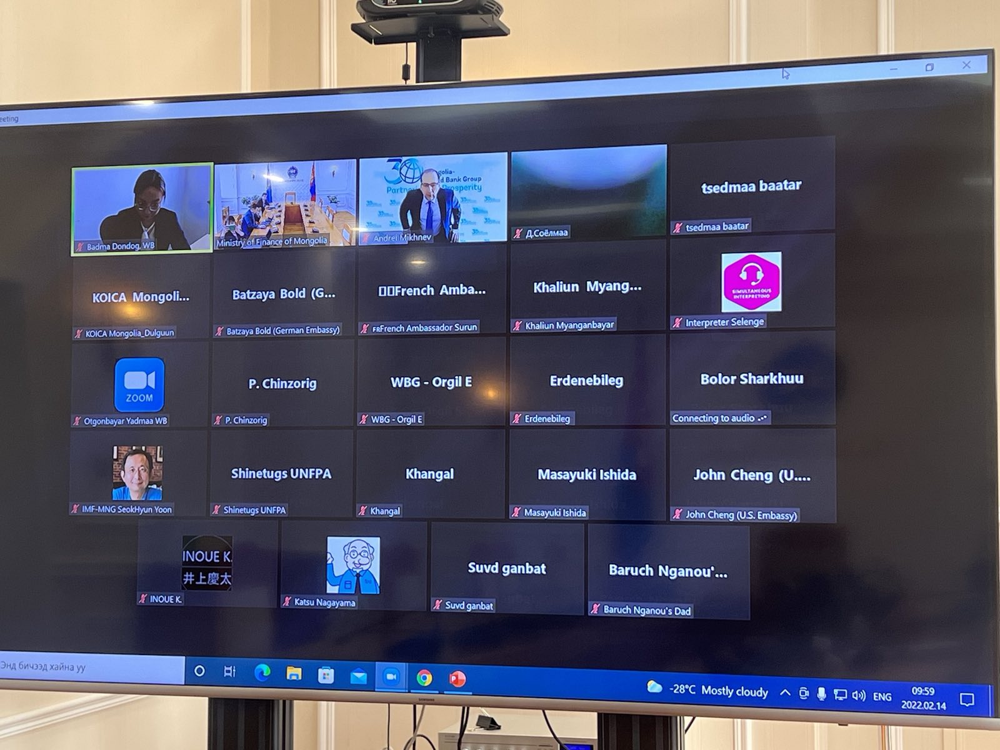 eeting
Badma Dondog, WB
Ministry of Finance of Mongolia
30
golia-
d Bank Group
Partner
Prosperity
Andrei Mikhnev
Д.Соёлмаа
tsedmaa baatar
tsedmaa baatar
KOICA Mongoli...
KOICA Mongolia_Dulguun
Batzaya Bold (G...
Batzaya Bold (German Embassy)
French Amba...
FRFrench Ambassador Surun
Khaliun Myang...
Khaliun Myanganbayar
SIMULTANEOUS
INTERPRETING
Interpreter Selenge
ZOOM
Otgonbayar Yadmaa WB
P. Chinzorig
P. Chinzorig
WBG - Orgil E
WBG - Orgil E
Erdenebileg
Erdenebileg
Bolor Sharkhuu
Connecting to audio
IMF-MNG SeokHyun Yoon
Shinetugs UNFPA
Shinetugs UNFPA
Khangal
Khangal
Masayuki Ishida
Masayuki Ishida
John Cheng (U....
John Cheng (U.S. Embassy)
INOUE K.
井上慶太
INOUE K.
Katsu Nagayama
Suvd ganbat
Suvd ganbat
Baruch Nganou'...
Baruch Nganou's Dad
Энд бичээд хайна уу
-28°C Mostly cloudy
ENG
09:59
2022.02.14
SAMSUNG